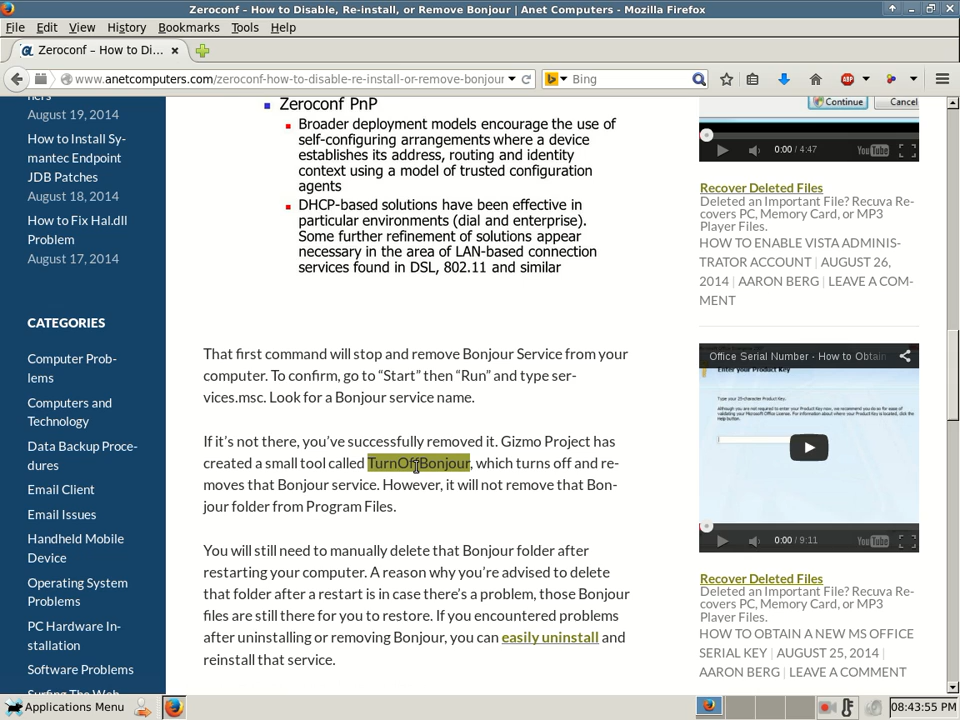 Zeroconf – How to Disable, Re-install, or Remove Bonjour | Anet Computers - Mozilla Firefox
File Edit View History Bookmarks Tools Help
Zeroconf – How to Di...
www.anetcomputers.com/zeroconf-how-to-disable-re-install-or-remove-bonjour
Bing
ABP
ners
August 19, 2014
How to Install Sy-
mantec Endpoint
JDB Patches
August 18, 2014
How to Fix Hal.dll
Problem
August 17, 2014
CATEGORIES
Computer Prob-
lems
Computers and
Technology
Data Backup Proce-
dures
Email Client
Email Issues
Handheld Mobile
Device
Operating System
Problems
PC Hardware In-
stallation
Software Problems
Surfing The Web
Zeroconf PnP
Broader deployment models encourage the use of
self-configuring arrangements where a device
establishes its address, routing and identity
context using a model of trusted configuration
agents
DHCP-based solutions have been effective in
particular environments (dial and enterprise).
Some further refinement of solutions appear
necessary in the area of LAN-based connection
services found in DSL, 802.11 and similar
That first command will stop and remove Bonjour Service from your
computer. To confirm, go to “Start” then “Run” and type ser-
vices.msc. Look for a Bonjour service name.
If it’s not there, you’ve successfully removed it. Gizmo Project has
created a small tool called TurnOffBonjour, which turns off and re-
moves that Bonjour service. However, it will not remove that Bon-
jour folder from Program Files.
You will still need to manually delete that Bonjour folder after
restarting your computer. A reason why you’re advised to delete
that folder after a restart is in case there’s a problem, those Bonjour
files are still there for you to restore. If you encountered problems
after uninstalling or removing Bonjour, you can easily uninstall and
reinstall that service.
Continue Cancel
0:00 / 4:47 YouTube
Recover Deleted Files
Deleted an Important File? Recuva Re-
covers PC, Memory Card, or MP3
Player Files.
HOW TO ENABLE VISTA ADMINIS-
TRATOR ACCOUNT | AUGUST 26,
2014 | AARON BERG | LEAVE A COM-
MENT
Office Serial Number - How to Obtain
Enter your Product Key
Type your 25-character Product Key.
0:00 / 9:11 YouTube
Recover Deleted Files
Deleted an Important File? Recuva Re-
covers PC, Memory Card, or MP3
Player Files.
HOW TO OBTAIN A NEW MS OFFICE
SERIAL KEY | AUGUST 25, 2014 |
AARON BERG | LEAVE A COMMENT
Applications Menu
08:43:55 PM